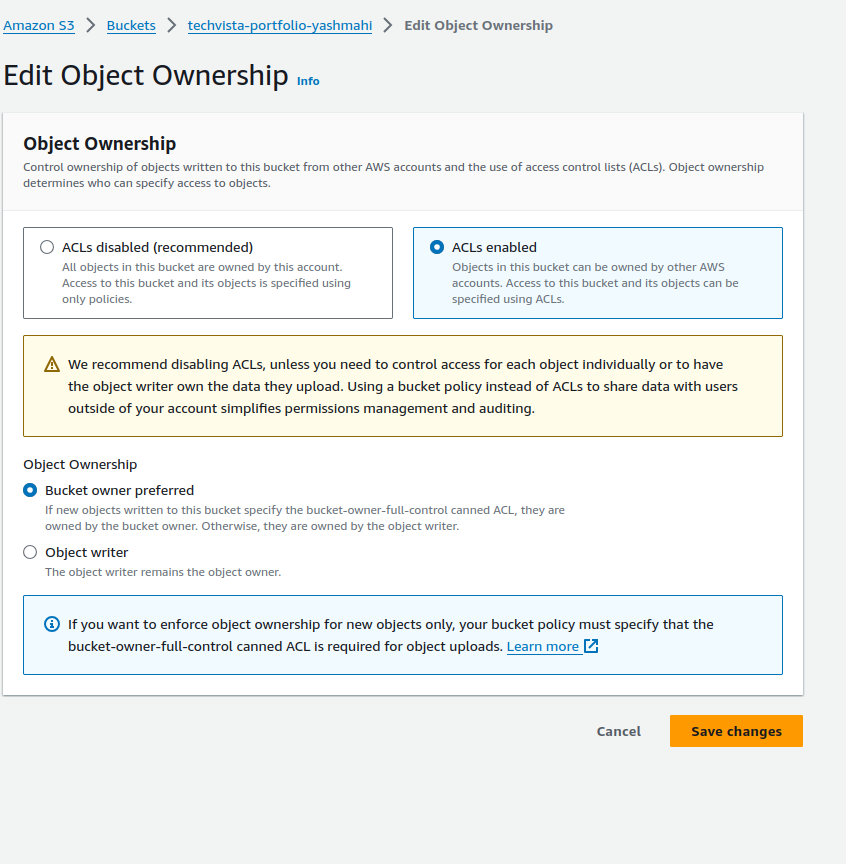 Amazon S3 > Buckets > techvista-portfolio-yashmahi > Edit Object Ownership
Edit Object Ownership Info
Object Ownership
Control ownership of objects written to this bucket from other AWS accounts and the use of access control lists (ACLs). Object ownership
determines who can specify access to objects.
ACLs disabled (recommended)
All objects in this bucket are owned by this account.
Access to this bucket and its objects is specified using
only policies.
ACLs enabled
Objects in this bucket can be owned by other AWS
accounts. Access to this bucket and its objects can be
specified using ACLs.
We recommend disabling ACLs, unless you need to control access for each object individually or to have
the object writer own the data they upload. Using a bucket policy instead of ACLs to share data with users
outside of your account simplifies permissions management and auditing.
Object Ownership
Bucket owner preferred
If new objects written to this bucket specify the bucket-owner-full-control canned ACL, they are
owned by the bucket owner. Otherwise, they are owned by the object writer.
Object writer
The object writer remains the object owner.
If you want to enforce object ownership for new objects only, your bucket policy must specify that the
bucket-owner-full-control canned ACL is required for object uploads. Learn more
Cancel
Save changes